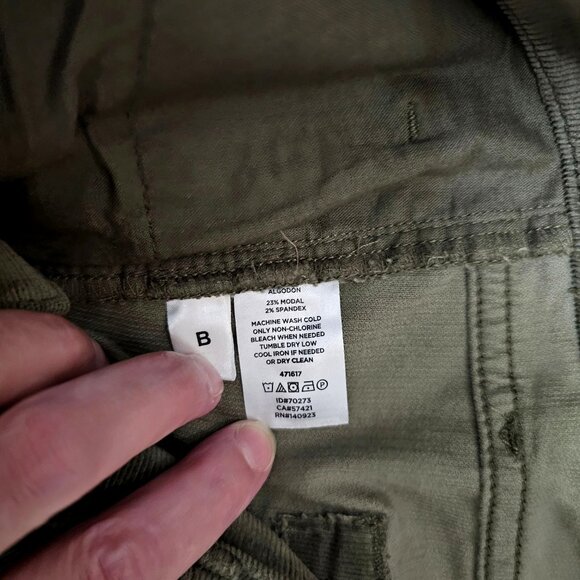 B
ALGODON
23% MODAL
2% SPANDEX
MACHINE WASH COLD
ONLY NON-CHLORINE
BLEACH WHEN NEEDED
TUMBLE DRY LOW
COOL IRON IF NEEDED
OR DRY CLEAN
471617
P
ID#70273
CA#57421
RN#140923